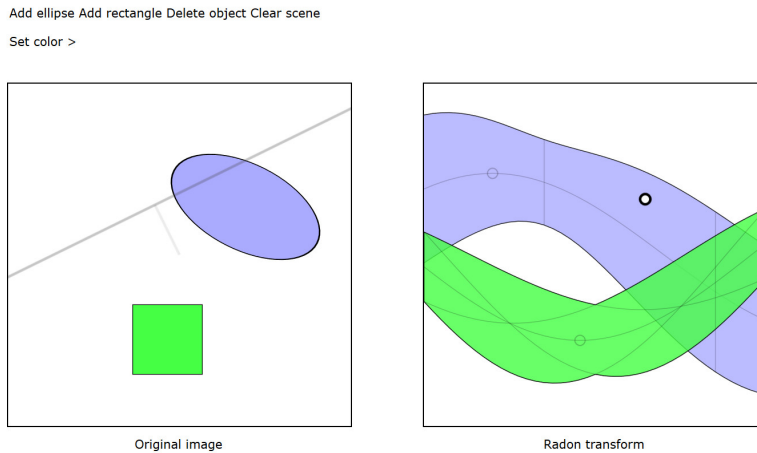 Add ellipse Add rectangle Delete object Clear scene
Set color >
Original image
Radon transform